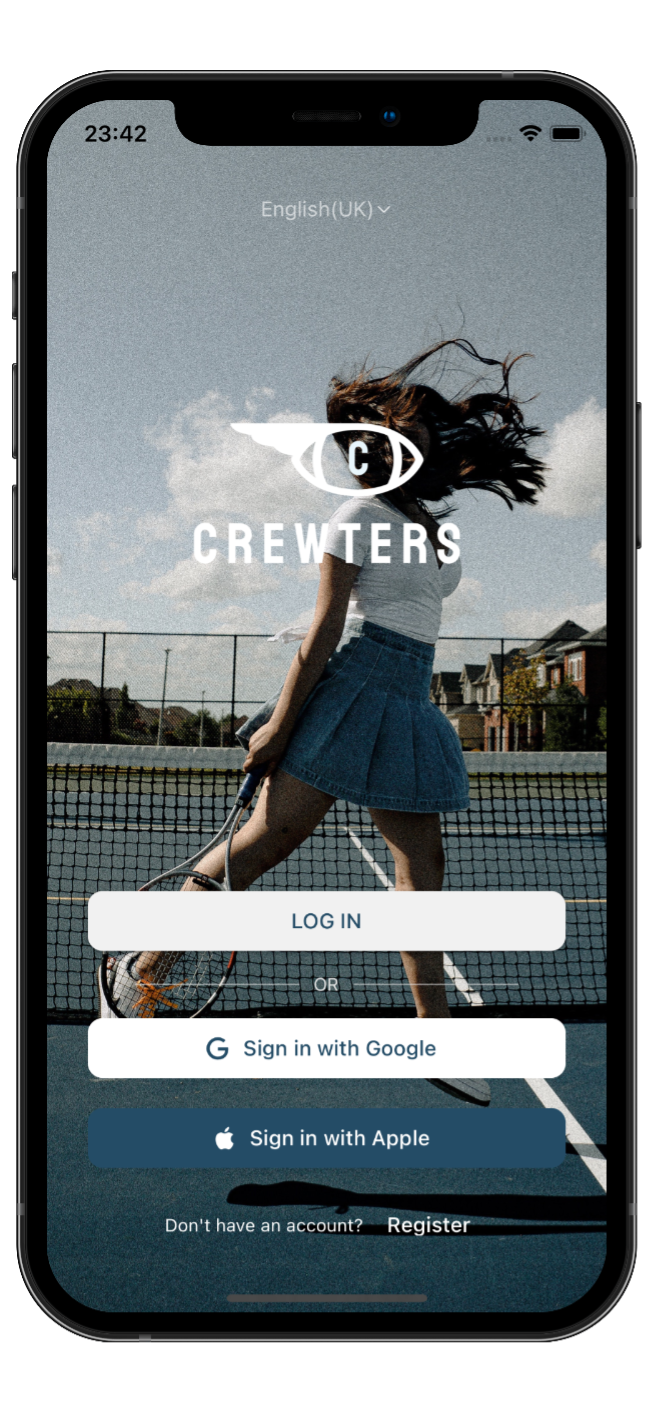 23:42
English(UK)
C
CREWTERS
LOG IN
OR
Sign in with Google
Sign in with Apple
Don't have an account? Register